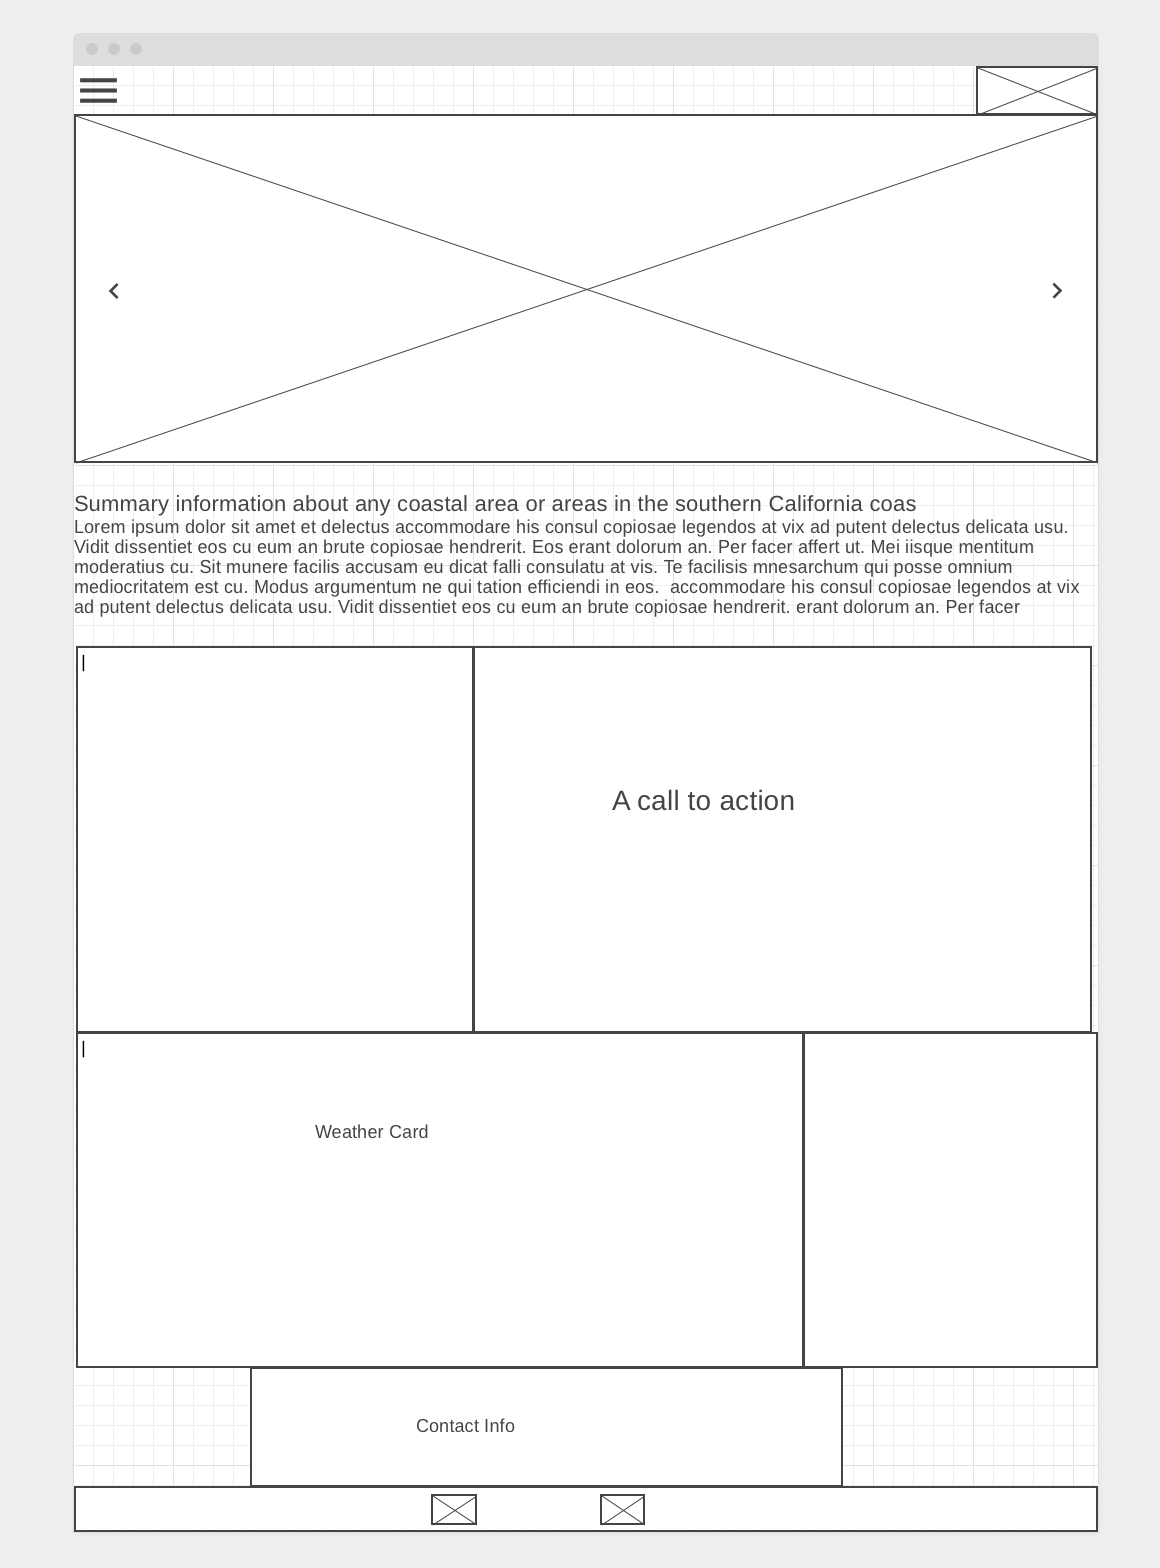 Summary information about any coastal area or areas in the southern California coas
Lorem ipsum dolor sit amet et delectus accommodare his consul copiosae legendos at vix ad putent delectus delicata usu.
Vidit dissentiet eos cu eum an brute copiosae hendrerit. Eos erant dolorum an. Per facer affert ut. Mei iisque mentitum
moderatius cu. Sit munere facilis accusam eu dicat falli consulatu at vis. Te facilisis mnesarchum qui posse omnium
mediocritatem est cu. Modus argumentum ne qui tation efficiendi in eos.  accommodare his consul copiosae legendos at vix
ad putent delectus delicata usu. Vidit dissentiet eos cu eum an brute copiosae hendrerit. erant dolorum an. Per facer
A call to action
Weather Card
Contact Info